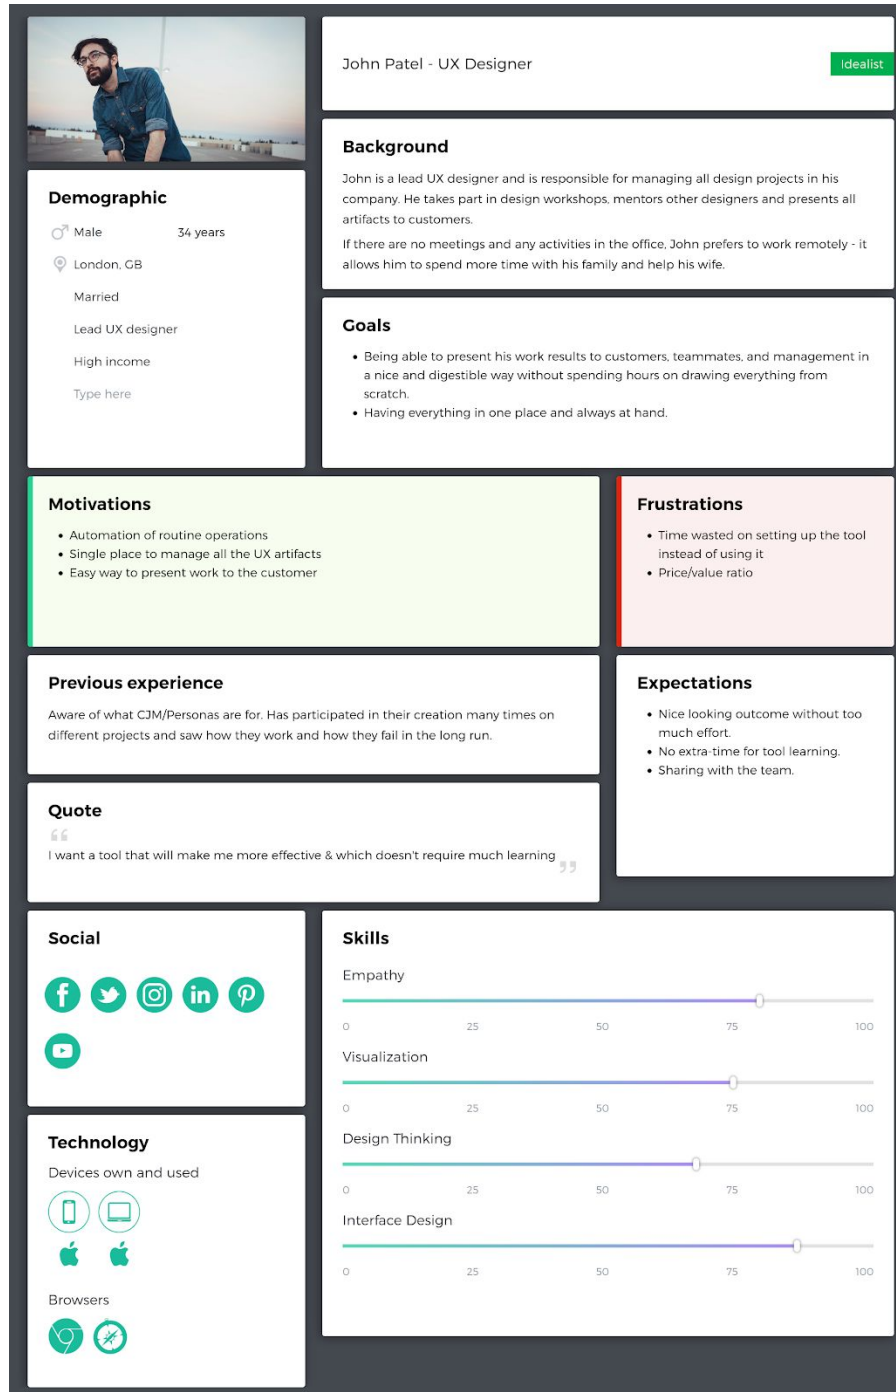 John Patel - UX Designer
Idealist
Demographic
Male
34 years
London, GB
Married
Lead UX designer
High income
Type here
Background
John is a lead UX designer and is responsible for managing all design projects in his
company. He takes part in design workshops, mentors other designers and presents all
artifacts to customers.
If there are no meetings and any activities in the office, John prefers to work remotely - it
allows him to spend more time with his family and help his wife.
Goals
• Being able to present his work results to customers, teammates, and management in
a nice and digestible way without spending hours on drawing everything from
scratch.
• Having everything in one place and always at hand.
Motivations
• Automation of routine operations
• Single place to manage all the UX artifacts
• Easy way to present work to the customer
Frustrations
• Time wasted on setting up the tool
instead of using it
• Price/value ratio
Previous experience
Aware of what CJM/Personas are for. Has participated in their creation many times on
different projects and saw how they work and how they fail in the long run.
Expectations
• Nice looking outcome without too
much effort.
• No extra-time for tool learning.
• Sharing with the team.
Quote
“
I want a tool that will make me more effective & which doesn't require much learning
”
Social
Skills
Empathy
0 25 50 75 100
Visualization
0 25 50 75 100
Design Thinking
0 25 50 75 100
Interface Design
0 25 50 75 100
Technology
Devices own and used
Browsers